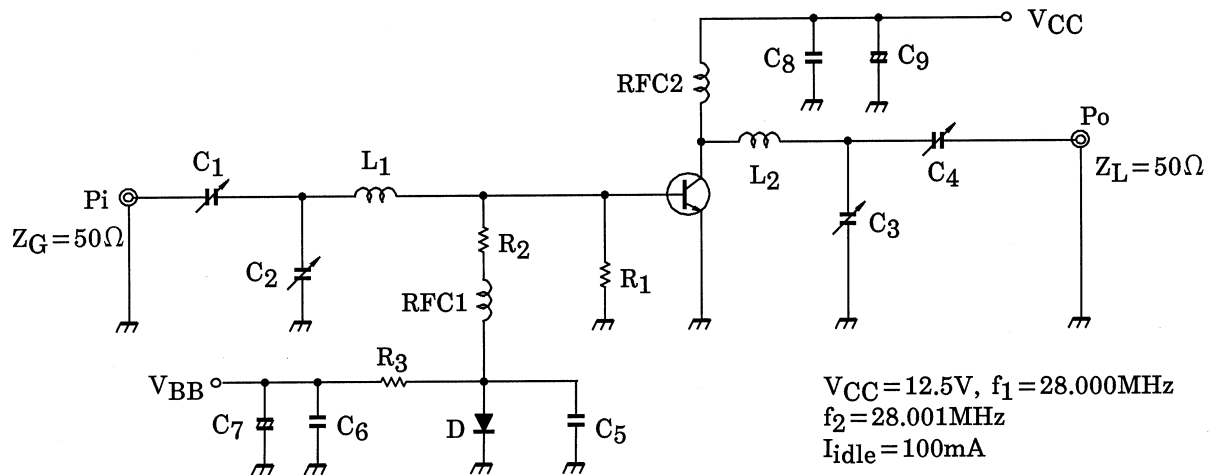 VCC
C8
C9
RFC2
Po
C1
L1
L2
C4
ZL=50Ω
Pi
ZG=50Ω
R2
C3
C2
R1
RFC1
R3
VBB
C7
C6
D
C5
VCC=12.5V, f1=28.000MHz
f2=28.001MHz
Iidle=100mA